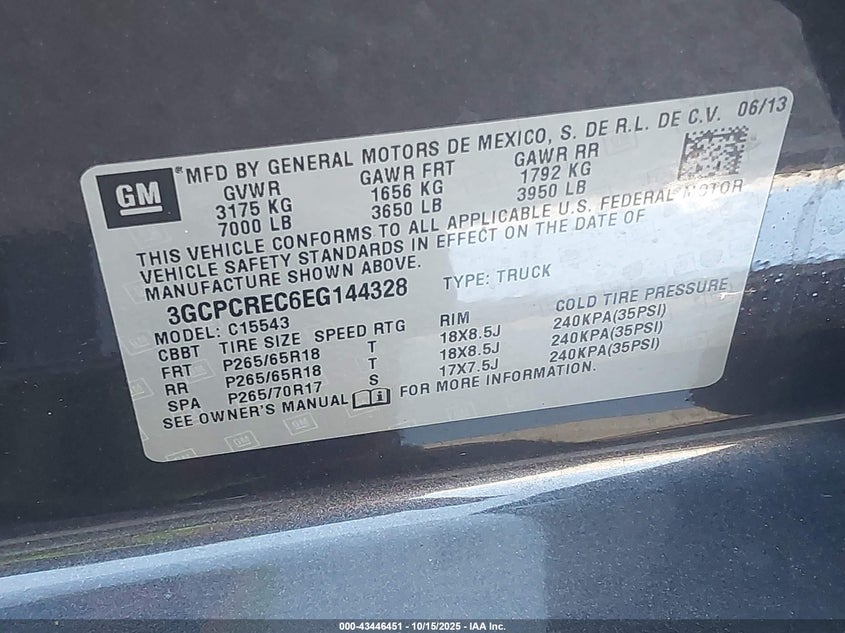 GM
® MFD BY GENERAL MOTORS DE MEXICO, S. DE R.L. DE C.V. 06/13
GVWR GAWR FRT GAWR RR
3175 KG 1656 KG 1792 KG
7000 LB 3650 LB 3950 LB
THIS VEHICLE CONFORMS TO ALL APPLICABLE U.S. FEDERAL MOTOR
VEHICLE SAFETY STANDARDS IN EFFECT ON THE DATE OF
MANUFACTURE SHOWN ABOVE.
3GCPCREC6EG144328 TYPE: TRUCK
MODEL: C15543
CBBT TIRE SIZE SPEED RTG RIM COLD TIRE PRESSURE
FRT P265/65R18 T 18X8.5J 240KPA(35PSI)
RR P265/65R18 T 18X8.5J 240KPA(35PSI)
SPA P265/70R17 S 17X7.5J 240KPA(35PSI)
SEE OWNER'S MANUAL FOR MORE INFORMATION.
000-43446451 - 10/15/2025 - IAA Inc.